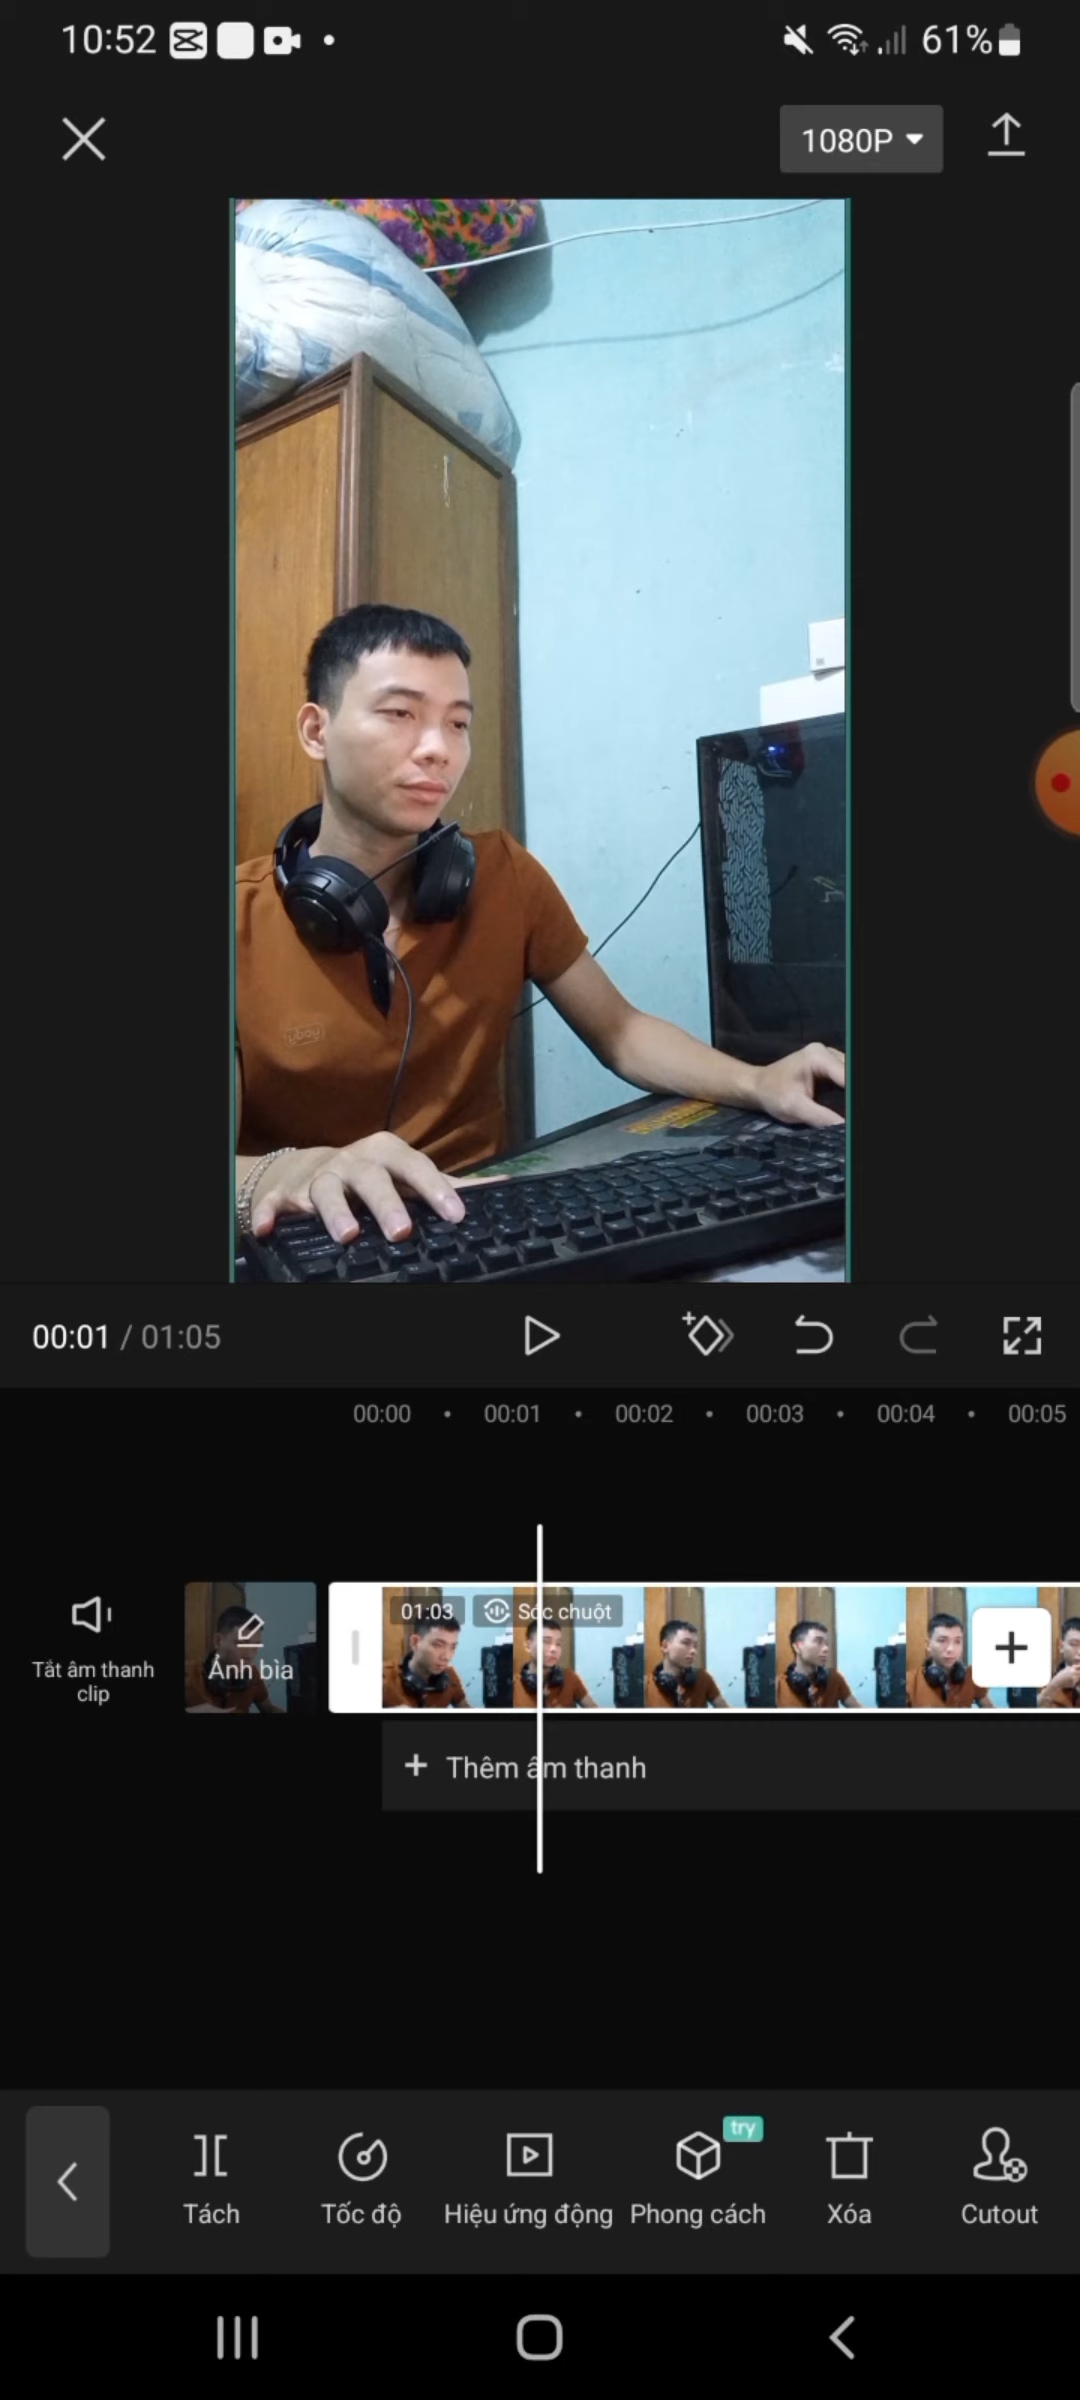 10:52
61%
1080P
yboy
00:01 / 01:05
00:00 00:01 00:02 00:03 00:04 00:05
01:03 Sóc chuột
Tắt âm thanh
clip
Ảnh bìa
+ Thêm âm thanh
try
Tách Tốc độ Hiệu ứng động Phong cách Xóa Cutout